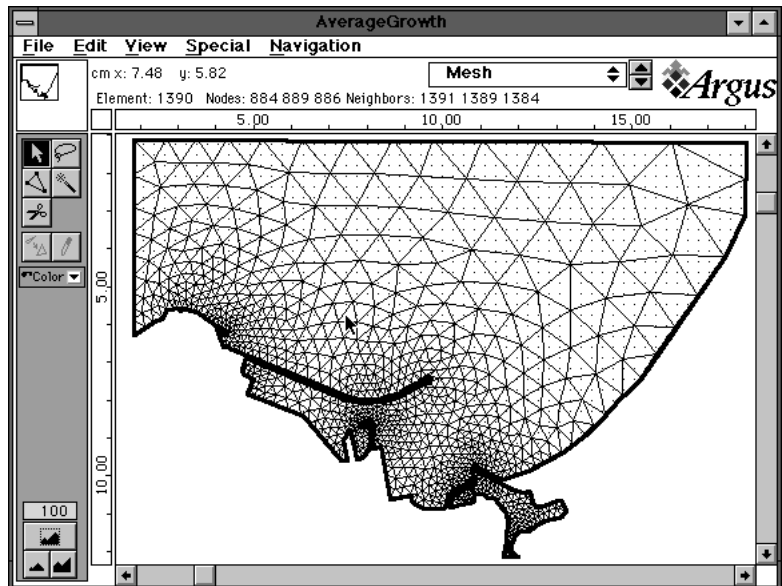 AverageGrowth
File Edit View Special Navigation
cm x: 7.48 y: 5.82
Mesh
Argus
Element: 1390 Nodes: 884 889 886 Neighbors: 1391 1389 1384
5,00 10,00 15,00
5,00
10,00
Color
100